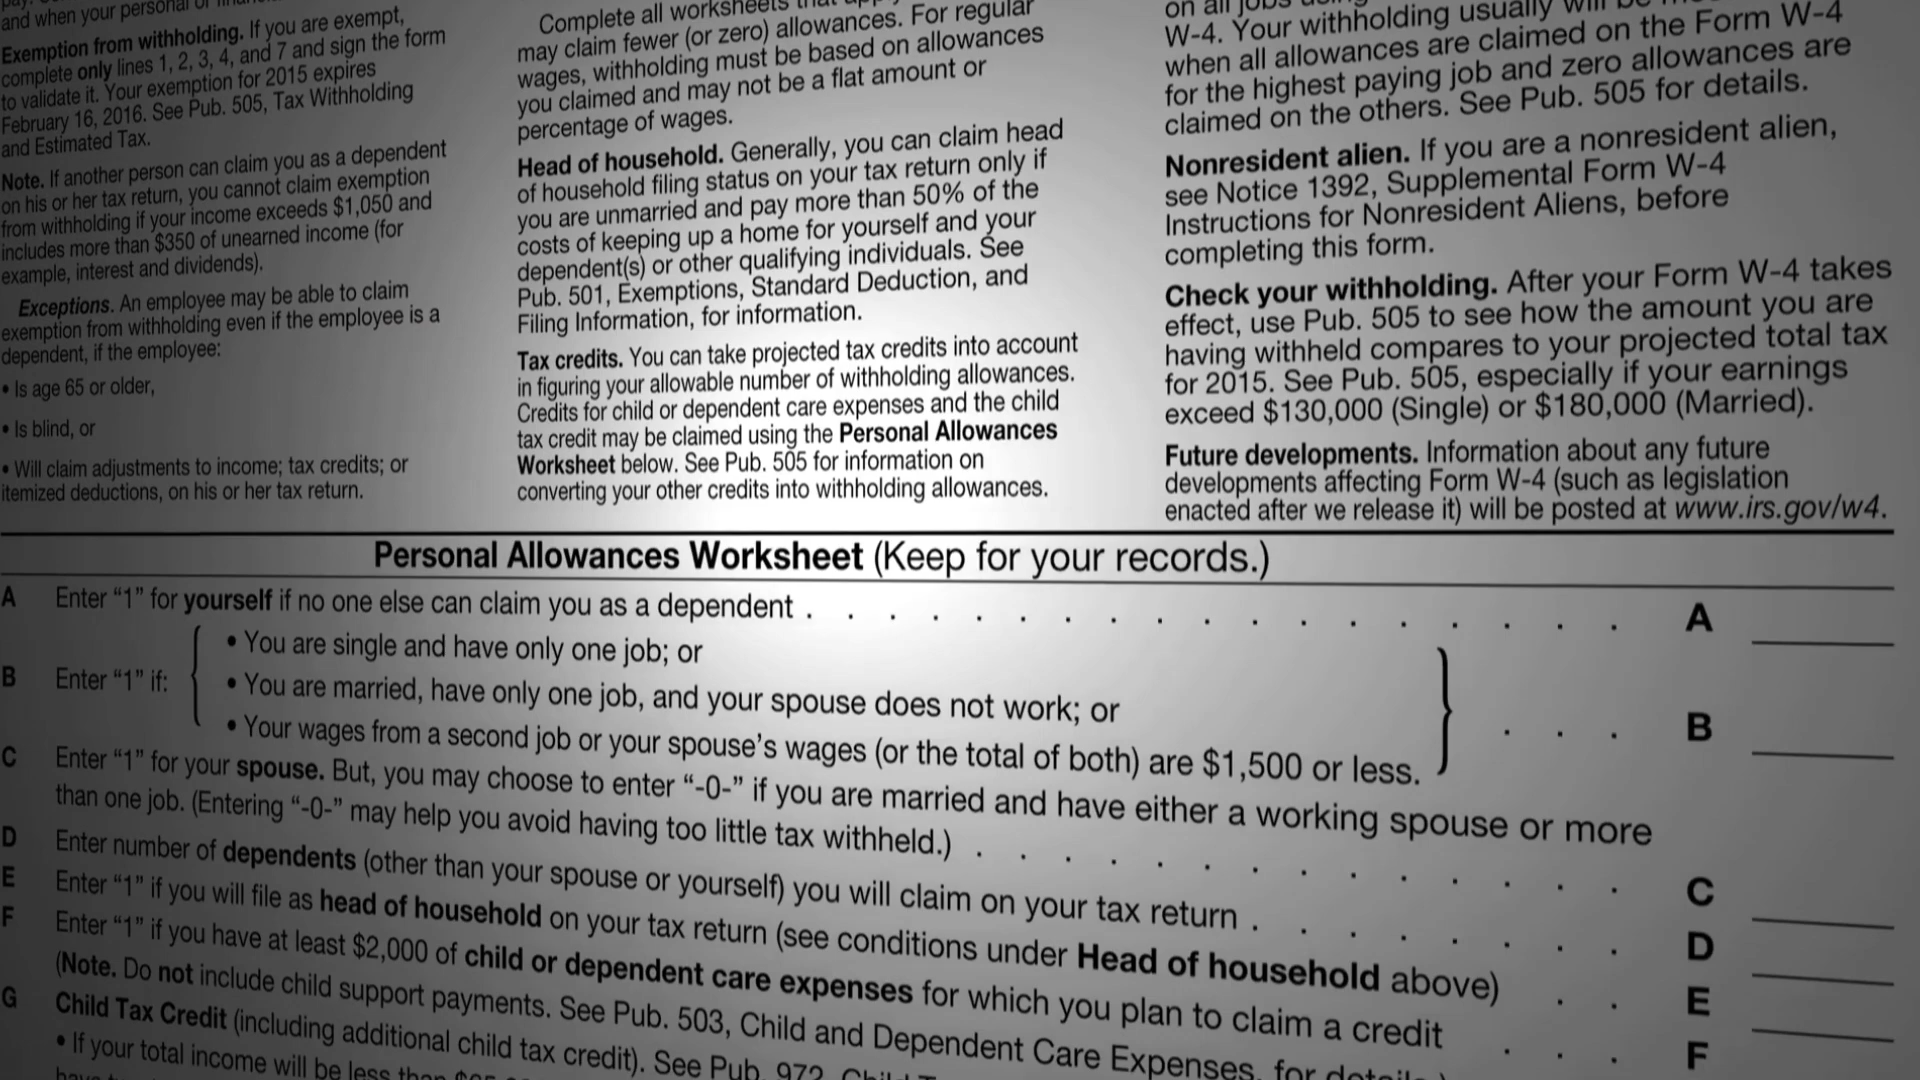 and when your personal or
Exemption from withholding. If you are exempt,
complete only lines 1, 2, 3, 4, and 7 and sign the form
to validate it. Your exemption for 2015 expires
February 16, 2016. See Pub. 505, Tax Withholding
and Estimated Tax.
Note. If another person can claim you as a dependent
on his or her tax return, you cannot claim exemption
from withholding if your income exceeds $1,050 and
includes more than $350 of unearned income (for
example, interest and dividends).
Exceptions. An employee may be able to claim
exemption from withholding even if the employee is a
dependent, if the employee:
• Is age 65 or older,
• Is blind, or
• Will claim adjustments to income; tax credits; or
itemized deductions, on his or her tax return.
Complete all worksheets that
may claim fewer (or zero) allowances. For regular
wages, withholding must be based on allowances
you claimed and may not be a flat amount or
percentage of wages.
Head of household. Generally, you can claim head
of household filing status on your tax return only if
you are unmarried and pay more than 50% of the
costs of keeping up a home for yourself and your
dependent(s) or other qualifying individuals. See
Pub. 501, Exemptions, Standard Deduction, and
Filing Information, for information.
Tax credits. You can take projected tax credits into account
in figuring your allowable number of withholding allowances.
Credits for child or dependent care expenses and the child
tax credit may be claimed using the Personal Allowances
Worksheet below. See Pub. 505 for information on
converting your other credits into withholding allowances.
on all jobs
W-4. Your withholding usually will be
when all allowances are claimed on the Form W-4
for the highest paying job and zero allowances are
claimed on the others. See Pub. 505 for details.
Nonresident alien. If you are a nonresident alien,
see Notice 1392, Supplemental Form W-4
Instructions for Nonresident Aliens, before
completing this form.
Check your withholding. After your Form W-4 takes
effect, use Pub. 505 to see how the amount you are
having withheld compares to your projected total tax
for 2015. See Pub. 505, especially if your earnings
exceed $130,000 (Single) or $180,000 (Married).
Future developments. Information about any future
developments affecting Form W-4 (such as legislation
enacted after we release it) will be posted at www.irs.gov/w4.
Personal Allowances Worksheet (Keep for your records.)
A Enter “1” for yourself if no one else can claim you as a dependent . . . . . . . . . . . . . . . . . . A
• You are single and have only one job; or
B Enter “1” if: • You are married, have only one job, and your spouse does not work; or . . . B
• Your wages from a second job or your spouse’s wages (or the total of both) are $1,500 or less.
C Enter “1” for your spouse. But, you may choose to enter “-0-” if you are married and have either a working spouse or more
than one job. (Entering “-0-” may help you avoid having too little tax withheld.) . . . . . . . . . . . . . . C
D Enter number of dependents (other than your spouse or yourself) you will claim on your tax return . . . . . . . . D
E Enter “1” if you will file as head of household on your tax return (see conditions under Head of household above) . . E
F Enter “1” if you have at least $2,000 of child or dependent care expenses for which you plan to claim a credit . . . F
(Note. Do not include child support payments. See Pub. 503, Child and Dependent Care Expenses, for details.)
G Child Tax Credit (including additional child tax credit). See Pub. 972,
• If your total income will be less than